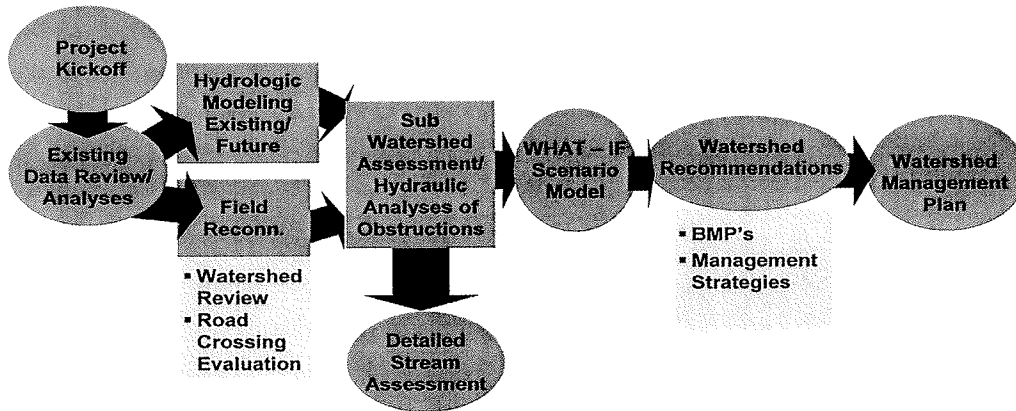 Project
Kickoff
Existing
Data Review/
Analyses
Hydrologic
Modeling
Existing/
Future
Field
Reconn.
▪ Watershed
Review
▪ Road
Crossing
Evaluation
Sub
Watershed
Assessment/
Hydraulic
Analyses of
Obstructions
Detailed
Stream
Assessment
WHAT – IF
Scenario
Model
Watershed
Recommendations
▪ BMP's
▪ Management
Strategies
Watershed
Management
Plan